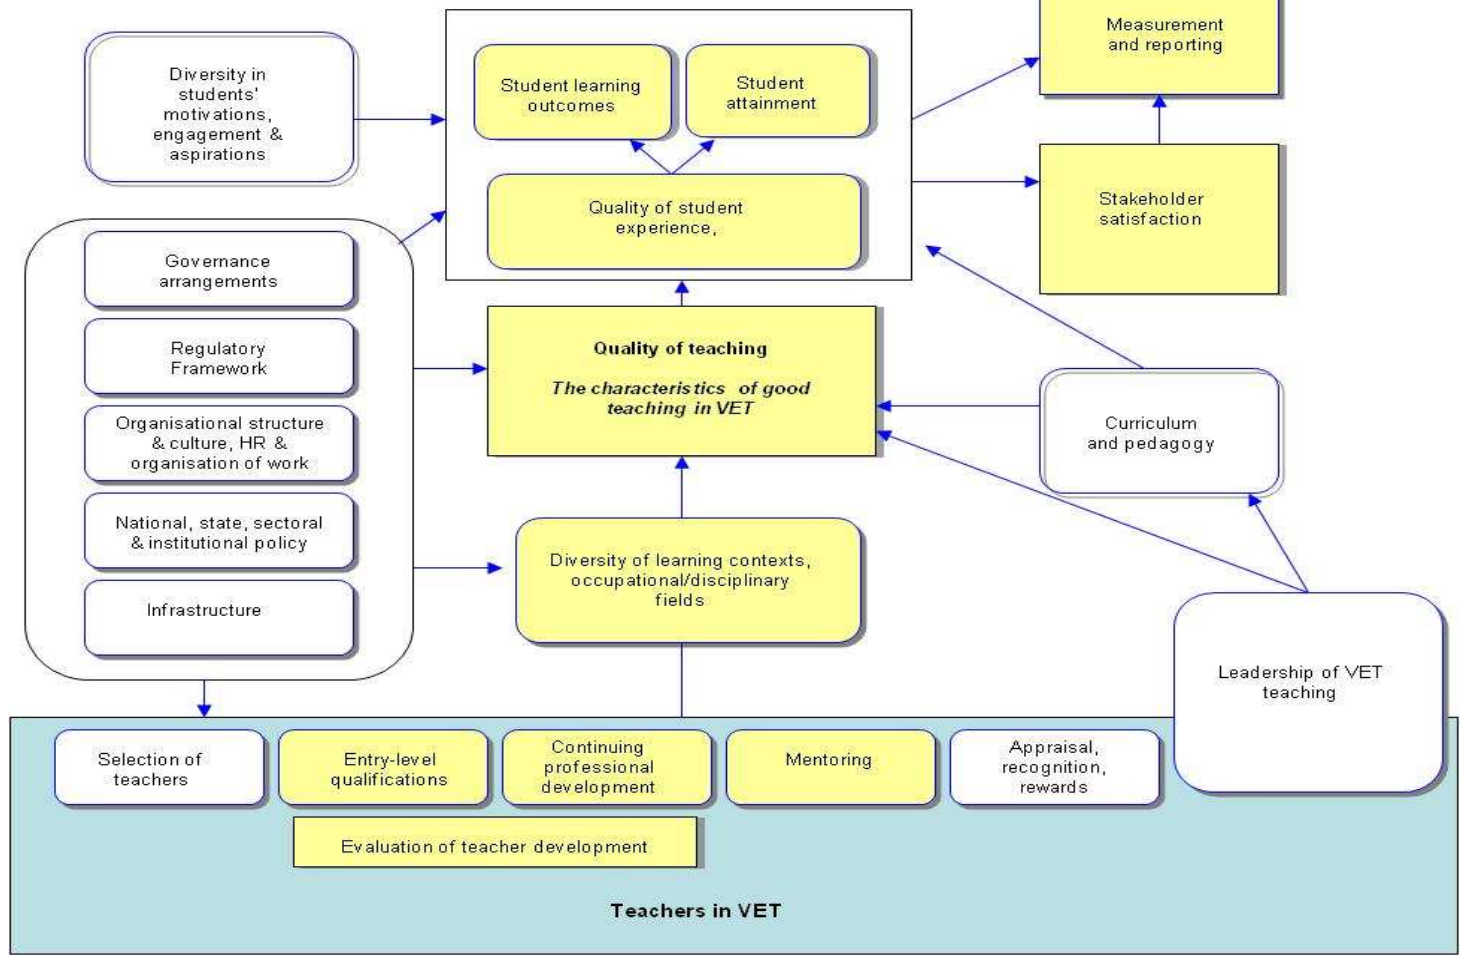 Measurement
and reporting
Diversity in
students'
motivations,
engagement &
aspirations
Student learning
outcomes
Student
attainment
Quality of student
experience,
Stakeholder
satisfaction
Governance
arrangements
Regulatory
Framework
Organisational structure
& culture, HR &
organisation of work
National, state, sectoral
& institutional policy
Infrastructure
Quality of teaching
The characteristics of good
teaching in VET
Curriculum
and pedagogy
Diversity of learning contexts,
occupational/disciplinary
fields
Leadership of VET
teaching
Selection of
teachers
Entry-level
qualifications
Continuing
professional
development
Mentoring
Appraisal,
recognition,
rewards
Evaluation of teacher development
Teachers in VET